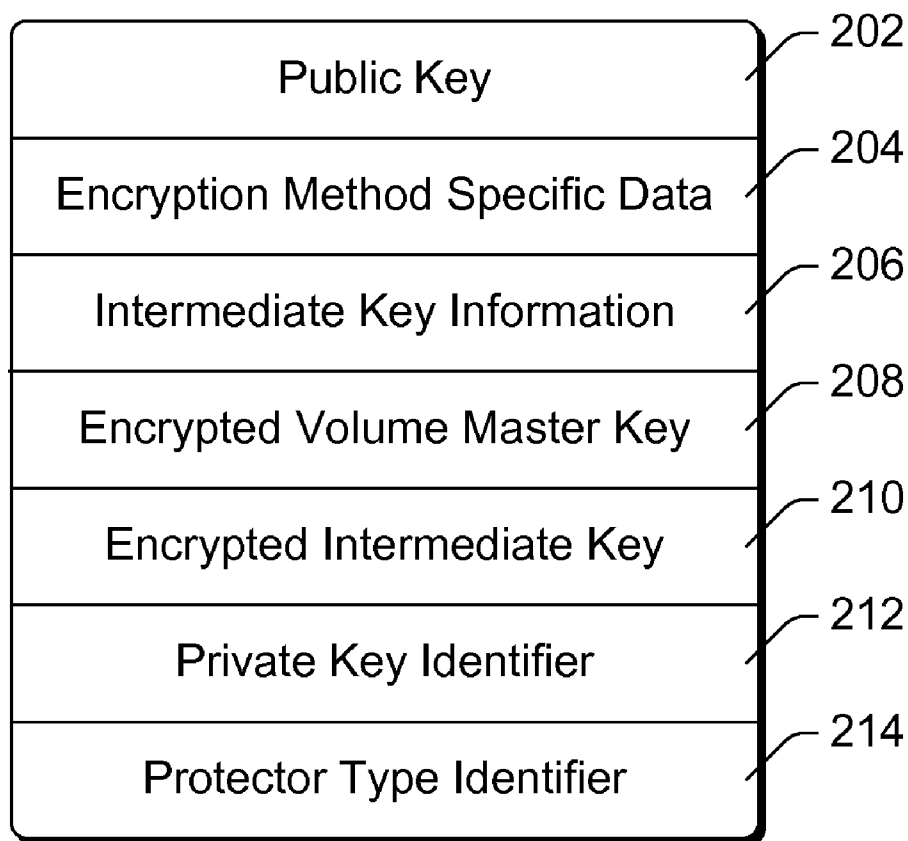 Public Key 202
Encryption Method Specific Data 204
Intermediate Key Information 206
Encrypted Volume Master Key 208
Encrypted Intermediate Key 210
Private Key Identifier 212
Protector Type Identifier 214